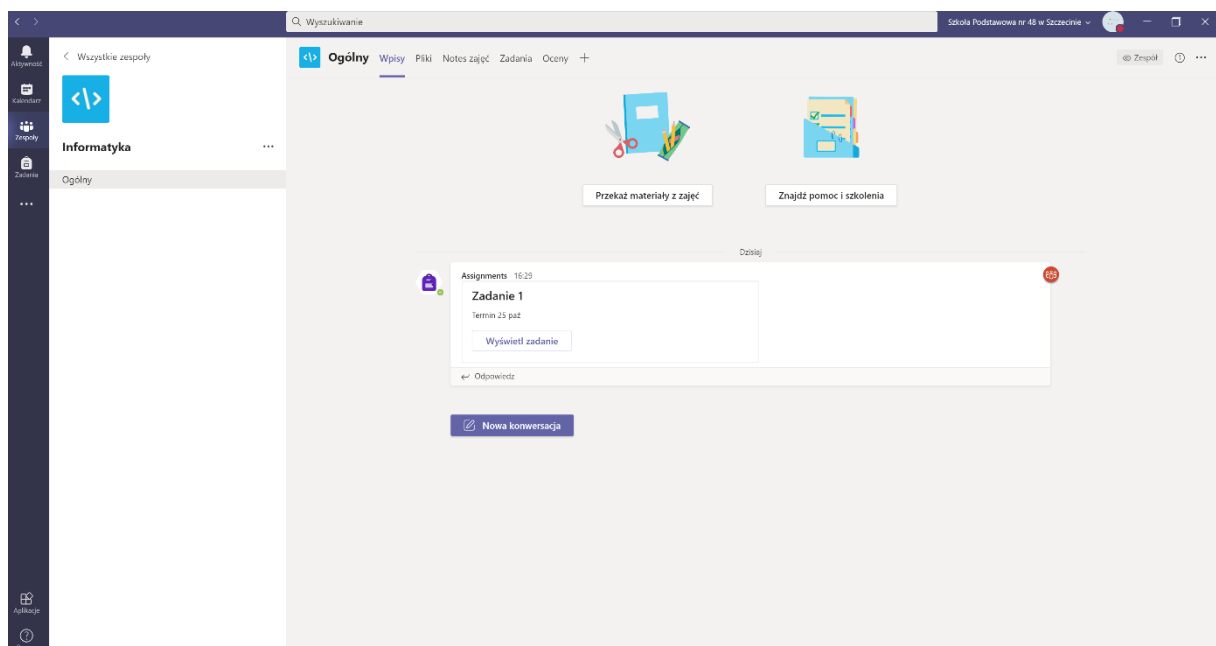 Wyszukiwanie
Szkoła Podstawowa nr 48 w Szczecinie
Aktywność
Kalendarz
Zespoły
Zadania
Wszystkie zespoły
Informatyka
Ogólny
Ogólny Wpisy Pliki Notes zajęć Zadania Oceny
Zespół
Przekaż materiały z zajęć
Znajdź pomoc i szkolenia
Dzisiaj
Assignments 16:29
Zadanie 1
Termin 25 paź
Wyświetl zadanie
Odpowiedz
Nowa konwersacja
Aplikacje